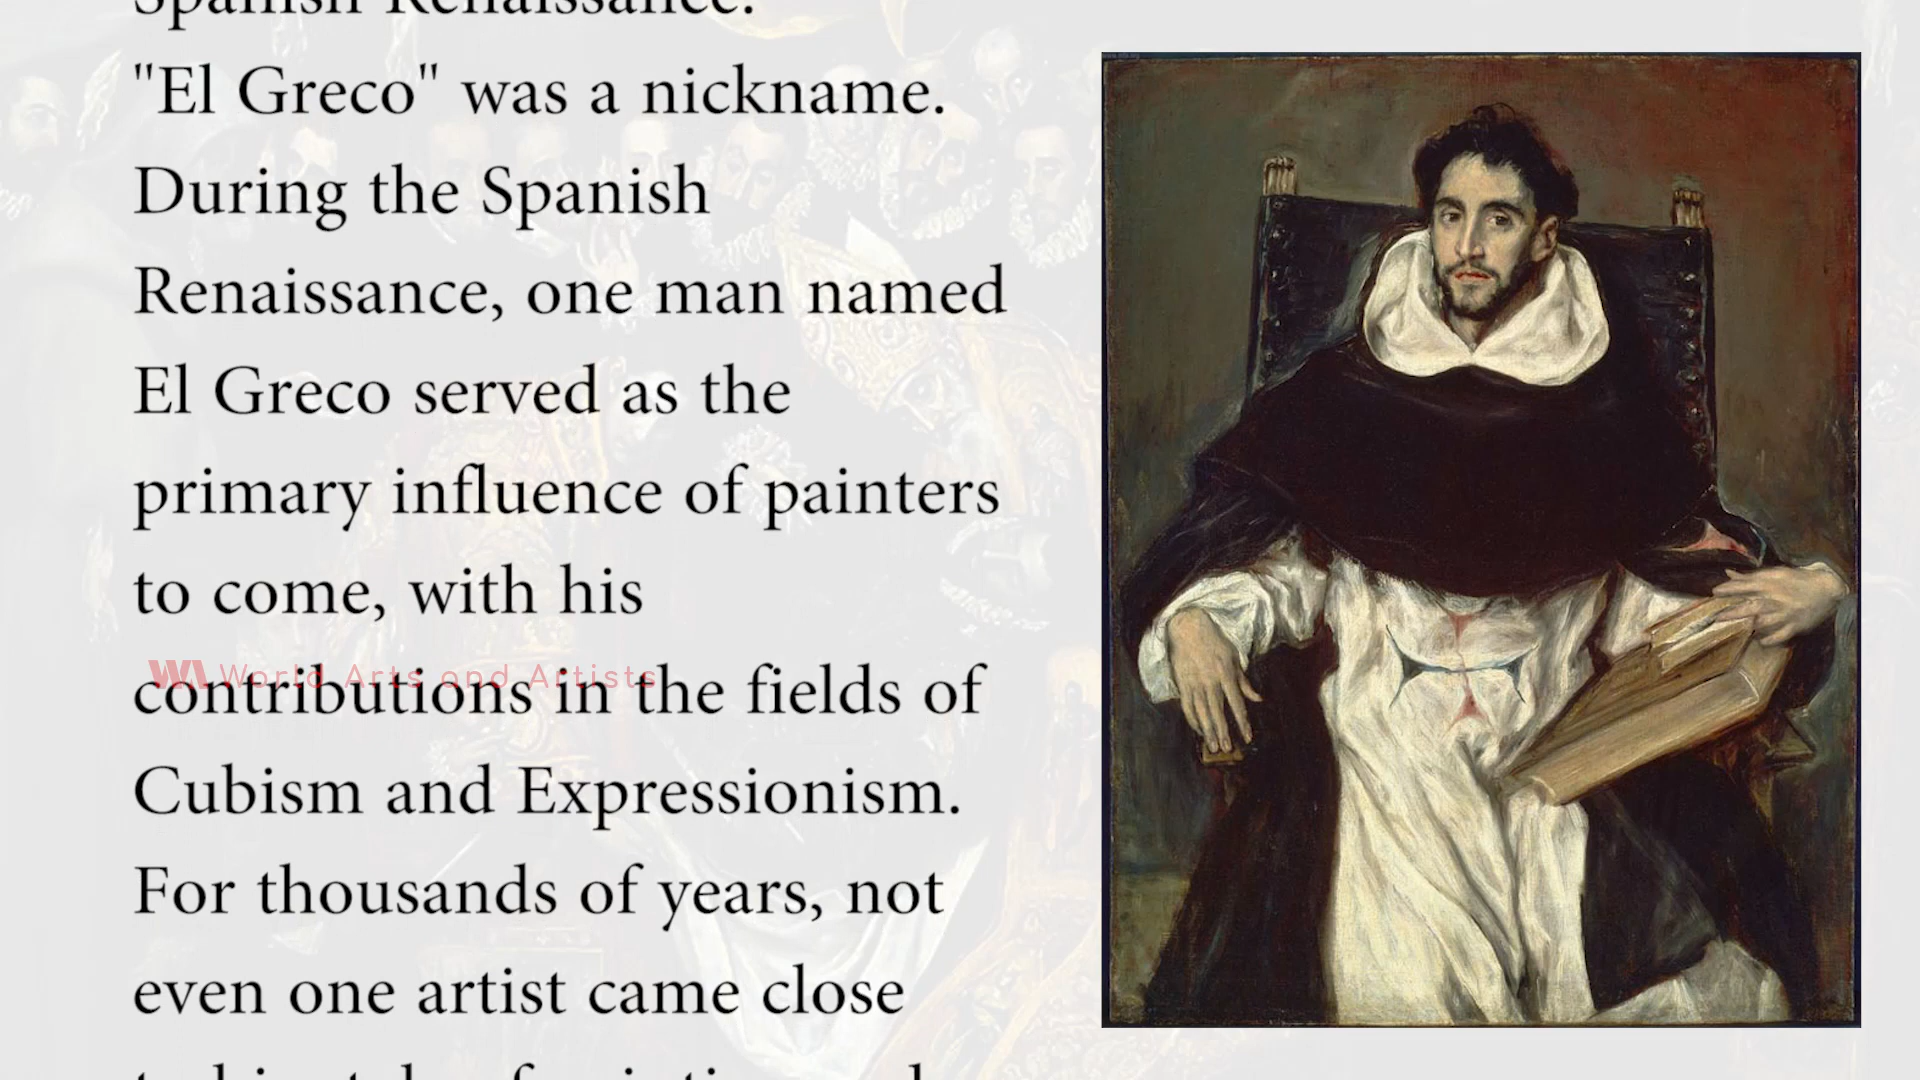 Spanish Renaissance.
"El Greco" was a nickname.
During the Spanish
Renaissance, one man named
El Greco served as the
primary influence of painters
to come, with his
World Arts and Artists
contributions in the fields of
Cubism and Expressionism.
For thousands of years, not
even one artist came close